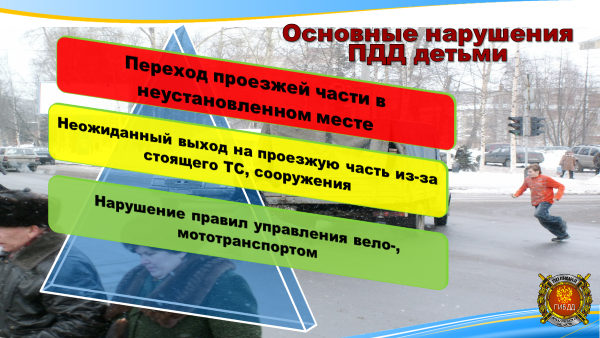 Основные нарушения
ПДД детьми
Переход проезжей части в
неустановленном месте
Неожиданный выход на проезжую часть из-за
стоящего ТС, сооружения
Нарушение правил управления вело-,
мототранспортом
ГИБДД